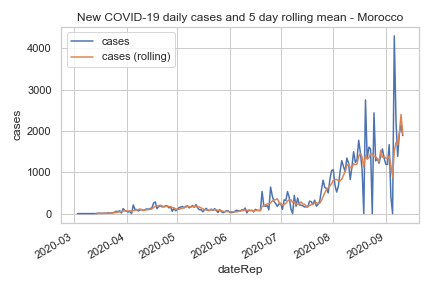 New COVID-19 daily cases and 5 day rolling mean - Morocco
cases
cases (rolling)
4000
3000
2000
1000
0
cases
2020-03
2020-04
2020-05
2020-06
2020-07
2020-08
2020-09
dateRep